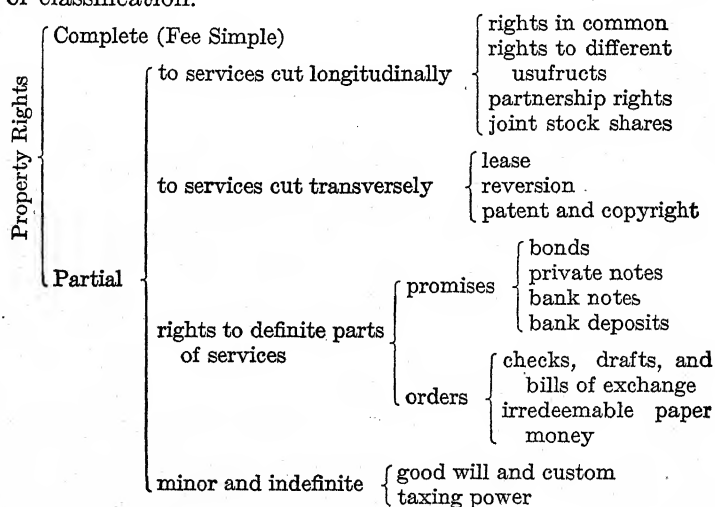 of classification.
Property Rights
Complete (Fee Simple)
Partial
to services cut longitudinally
rights in common
rights to different
usufructs
partnership rights
joint stock shares
to services cut transversely
lease
reversion
patent and copyright
rights to definite parts
of services
promises
bonds
private notes
bank notes
bank deposits
orders
checks, drafts, and
bills of exchange
irredeemable paper
money
minor and indefinite
good will and custom
taxing power